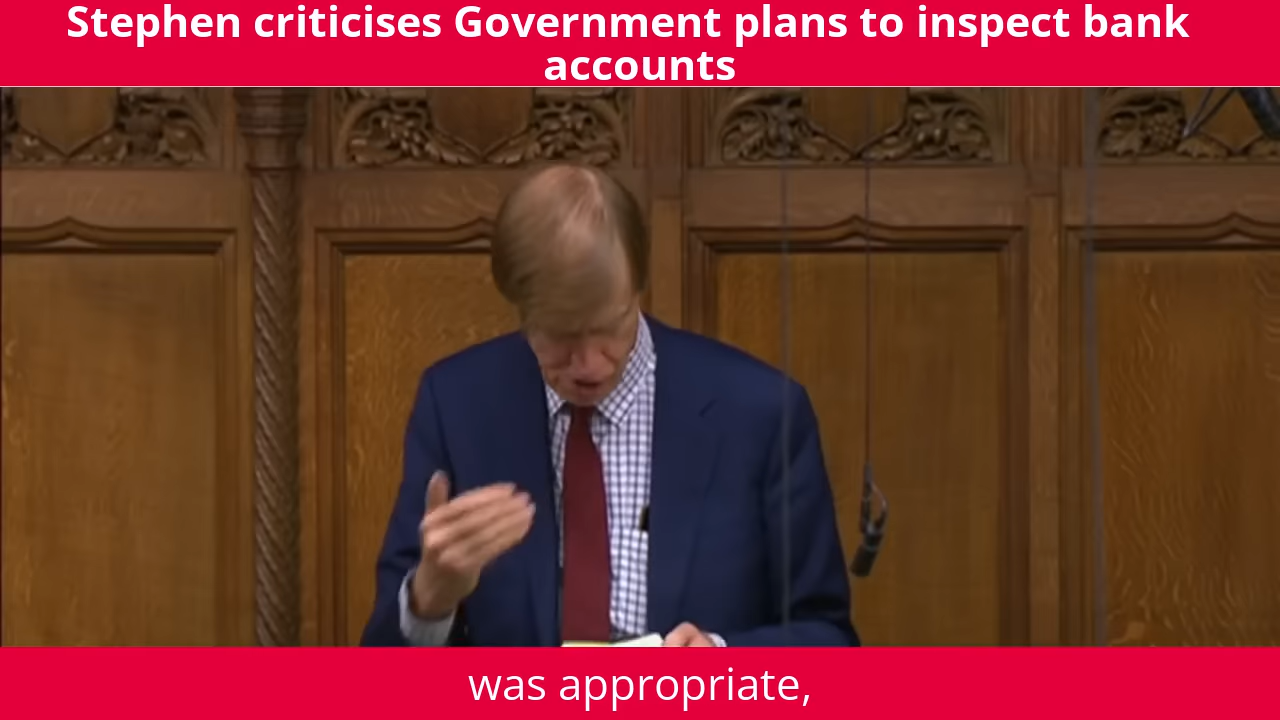 Stephen criticises Government plans to inspect bank
accounts
was appropriate,